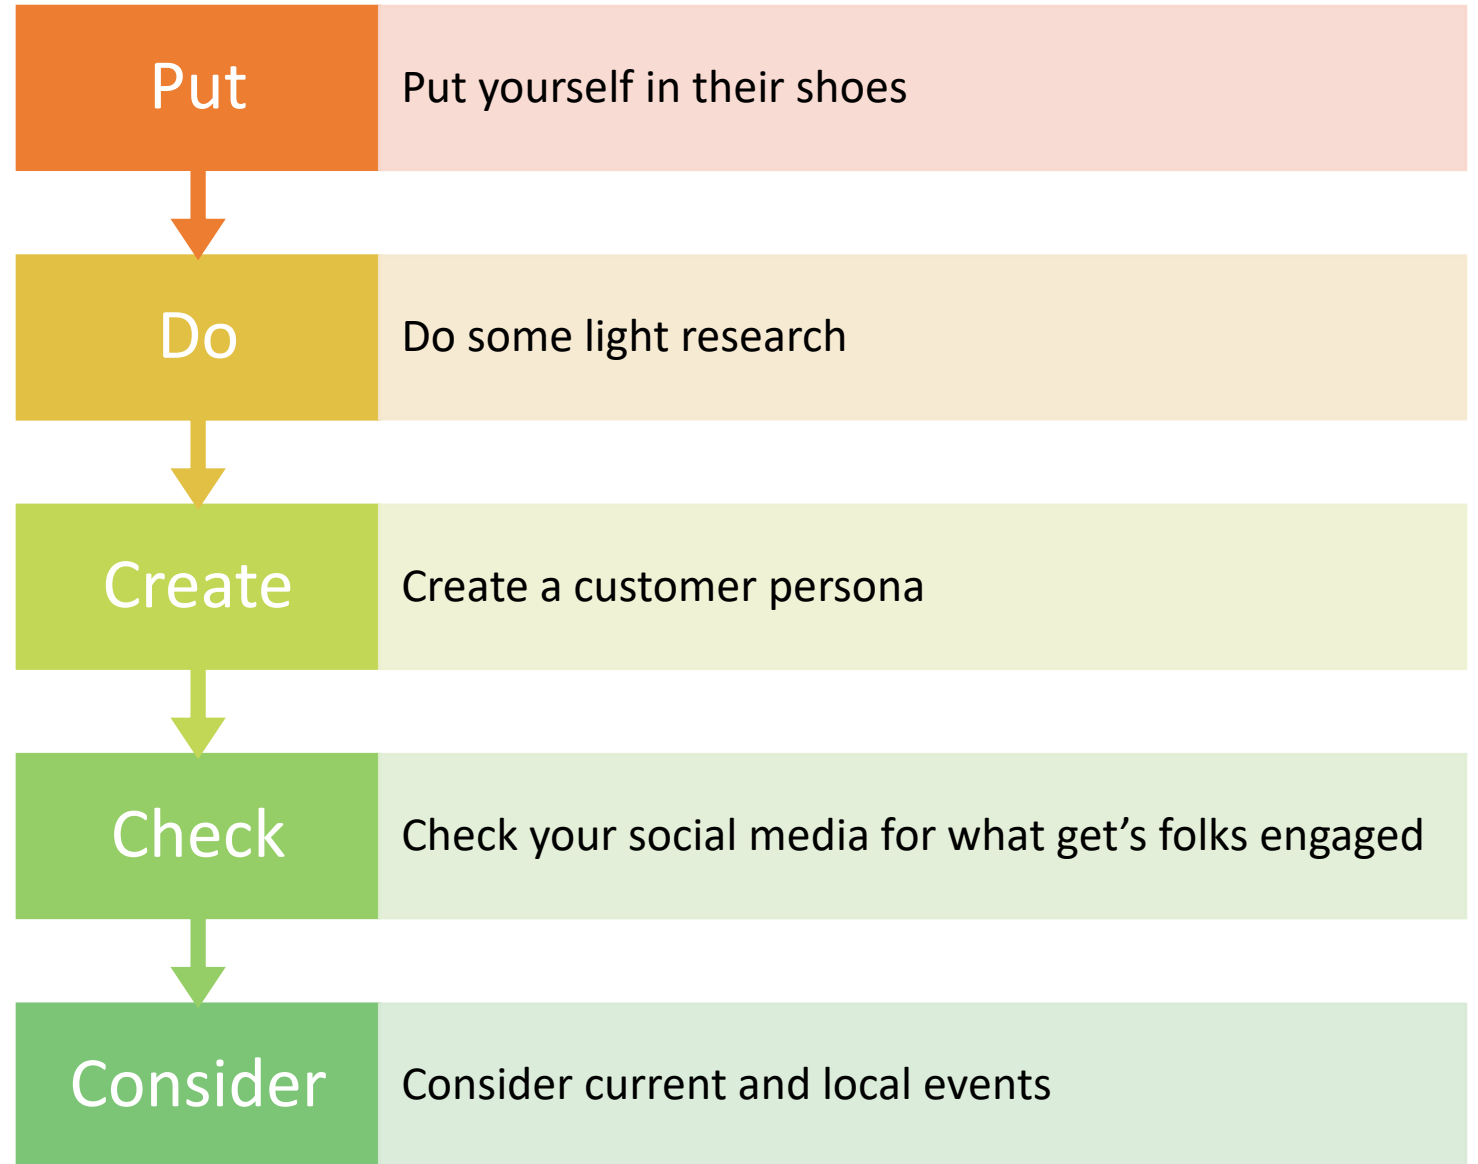 Put
Put yourself in their shoes
Do
Do some light research
Create
Create a customer persona
Check
Check your social media for what get's folks engaged
Consider
Consider current and local events